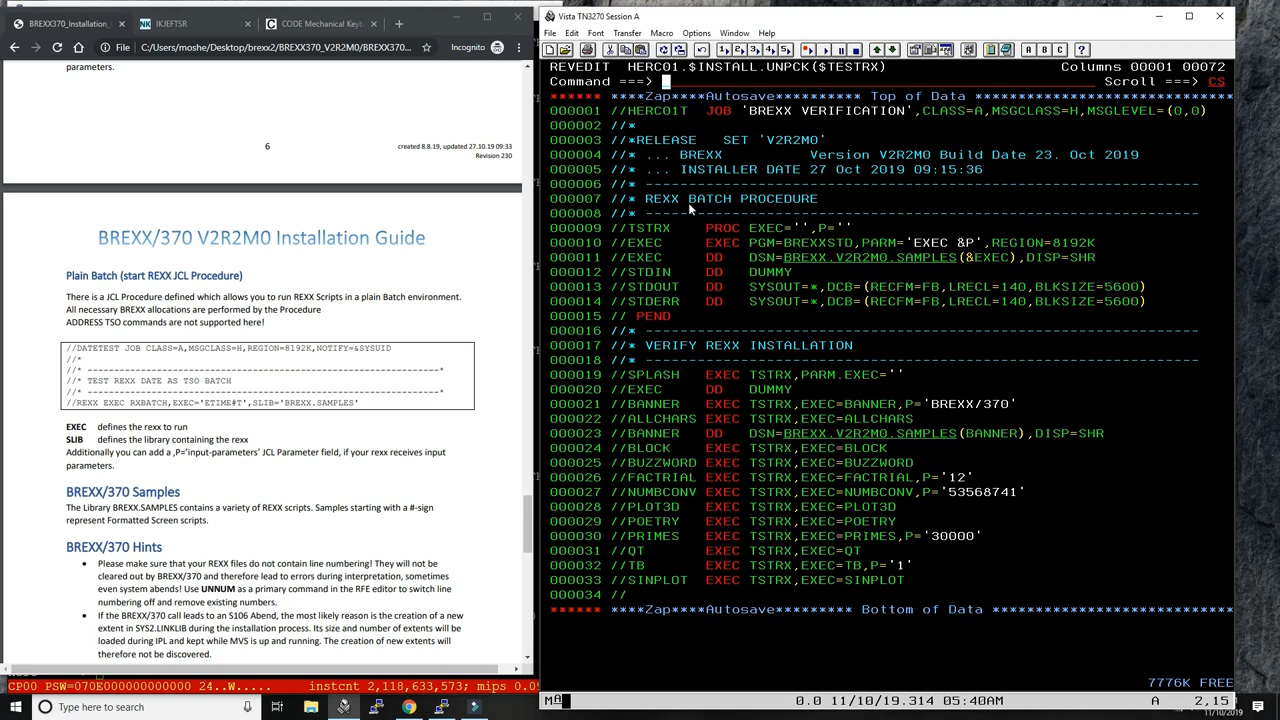 BREXX370_Installation_
IKJEFTSR
CODE Mechanical Keyb
File
C:/Users/moshe/Desktop/brexx2/BREXX370_V2R2M0/BREXX370...
Incognito
parameters.
6
created 8.8.19, updated 27.10.19 09:33
Revision 230
BREXX/370 V2R2M0 Installation Guide
Plain Batch (start REXX JCL Procedure)
There is a JCL Procedure defined which allows you to run REXX Scripts in a plain Batch environment.
All necessary BREXX allocations are performed by the Procedure
ADDRESS TSO commands are not supported here!
//DATETEST JOB CLASS=A,MSGCLASS=H,REGION=8192K,NOTIFY=&SYSUID
//*
//* -----------------------------------------------------------------*
//* TEST REXX DATE AS TSO BATCH
//* -----------------------------------------------------------------*
//REXX EXEC RXBATCH,EXEC='ETIME#T',SLIB='BREXX.SAMPLES'
EXEC defines the rexx to run
SLIB defines the library containing the rexx
Additionally you can add a ,P='input-parameters' JCL Parameter field, if your rexx receives input
parameters.
BREXX/370 Samples
The Library BREXX.SAMPLES contains a variety of REXX scripts. Samples starting with a #-sign
represent Formatted Screen scripts.
BREXX/370 Hints
• Please make sure that your REXX files do not contain line numbering! They will not be
cleared out by BREXX/370 and therefore lead to errors during interpretation, sometimes
even system abends! Use UNNUM as a primary command in the RFE editor to switch line
numbering off and remove existing numbers.
• If the BREXX/370 call leads to an S106 Abend, the most likely reason is the creation of a new
extent in SYS2.LINKLIB during the installation process. Its size and number of extents will be
loaded during IPL and kept while MVS is up and running. The creation of new extents will
therefore not be discovered.
CP00 PSW=070E000000000000 24..W..... instcnt 2,118,633,573; mips 0.0
Type here to search
Vista TN3270 Session A
File Font Transfer Macro Options Window Help
REVEDIT HERC01.$INSTALL.UNPCK($TESTRX) Columns 00001 00072
Command ===> Scroll ===> CS
****** ****Zap****Autosave********* Top of Data *****************************
000001 //HERC01T JOB 'BREXX VERIFICATION',CLASS=A,MSGCLASS=H,MSGLEVEL=(0,0)
000002 //*
000003 //*RELEASE SET 'V2R2M0'
000004 //* ... BREXX Version V2R2M0 Build Date 23. Oct 2019
000005 //* ... INSTALLER DATE 27 Oct 2019 09:15:36
000006 //* ----------------------------------------------------------------
000007 //* REXX BATCH PROCEDURE
000008 //* ----------------------------------------------------------------
000009 //TSTRX PROC EXEC='',P=''
000010 //EXEC EXEC PGM=BREXXSTD,PARM='EXEC &P',REGION=8192K
000011 //EXEC DD DSN=BREXX.V2R2M0.SAMPLES(&EXEC),DISP=SHR
000012 //STDIN DD DUMMY
000013 //STDOUT DD SYSOUT=*,DCB=(RECFM=FB,LRECL=140,BLKSIZE=5600)
000014 //STDERR DD SYSOUT=*,DCB=(RECFM=FB,LRECL=140,BLKSIZE=5600)
000015 // PEND
000016 //* ----------------------------------------------------------------
000017 //* VERIFY REXX INSTALLATION
000018 //* ----------------------------------------------------------------
000019 //SPLASH EXEC TSTRX,PARM.EXEC=''
000020 //EXEC DD DUMMY
000021 //BANNER EXEC TSTRX,EXEC=BANNER,P='BREXX/370'
000022 //ALLCHARS EXEC TSTRX,EXEC=ALLCHARS
000023 //BANNER DD DSN=BREXX.V2R2M0.SAMPLES(BANNER),DISP=SHR
000024 //BLOCK EXEC TSTRX,EXEC=BLOCK
000025 //BUZZWORD EXEC TSTRX,EXEC=BUZZWORD
000026 //FACTRIAL EXEC TSTRX,EXEC=FACTRIAL,P='12'
000027 //NUMBCONV EXEC TSTRX,EXEC=NUMBCONV,P='53568741'
000028 //PLOT3D EXEC TSTRX,EXEC=PLOT3D
000029 //POETRY EXEC TSTRX,EXEC=POETRY
000030 //PRIMES EXEC TSTRX,EXEC=PRIMES,P='30000'
000031 //QT EXEC TSTRX,EXEC=QT
000032 //TB EXEC TSTRX,EXEC=TB,P='1'
000033 //SINPLOT EXEC TSTRX,EXEC=SINPLOT
000034 //
****** ****Zap****Autosave********* Bottom of Data **************************
7776K FREE
0.0 11/10/19.314 05:40AM A 2,15
11/10/2019